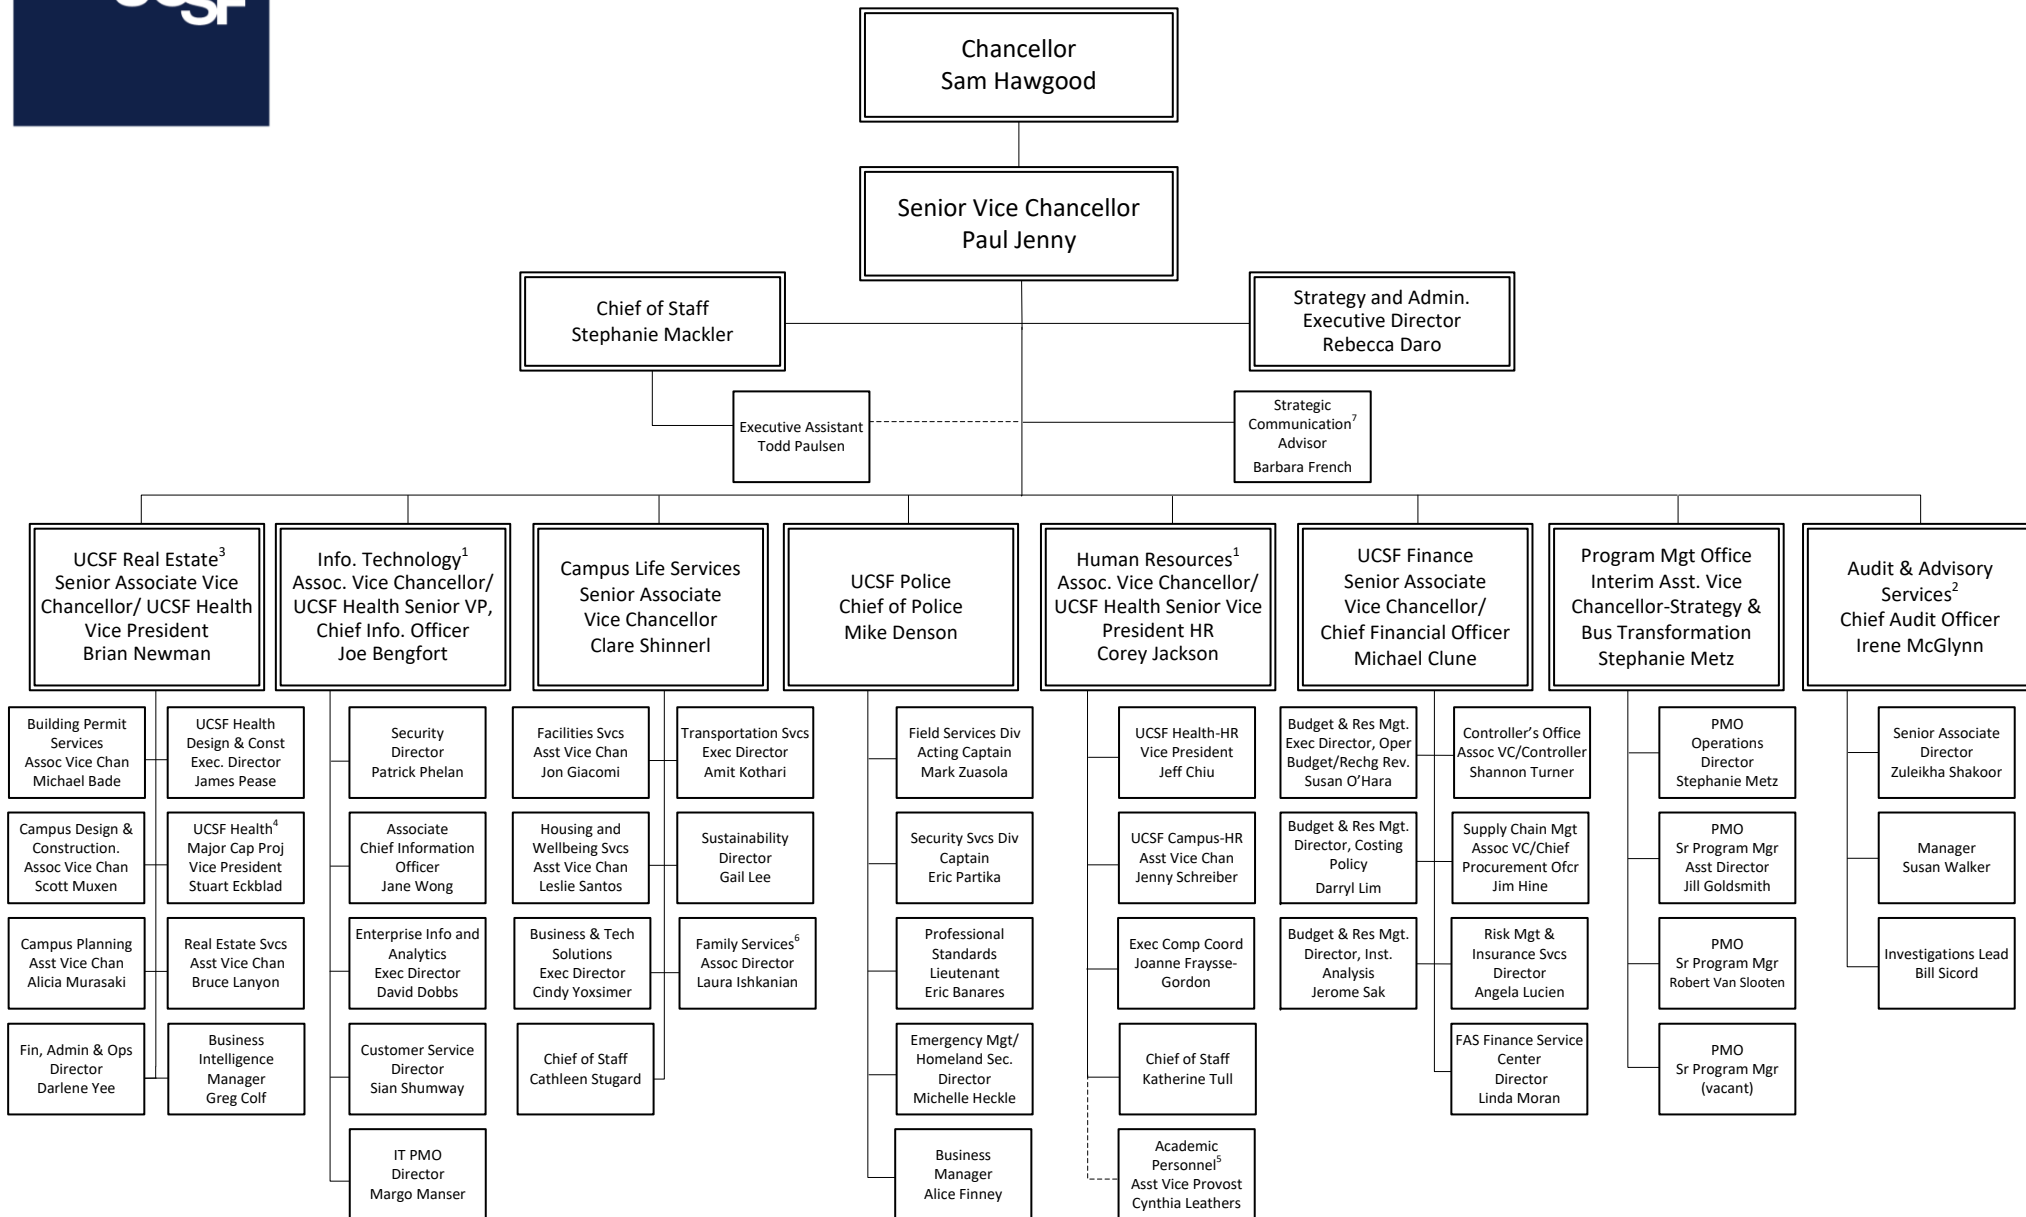 UCSF
Chancellor
Sam Hawgood
Senior Vice Chancellor
Paul Jenny
Chief of Staff
Stephanie Mackler
Strategy and Admin.
Executive Director
Rebecca Daro
Executive Assistant
Todd Paulsen
Strategic
Communication7
Advisor
Barbara French
UCSF Real Estate3
Senior Associate Vice
Chancellor/ UCSF Health
Vice President
Brian Newman
Info. Technology1
Assoc. Vice Chancellor/
UCSF Health Senior VP,
Chief Info. Officer
Joe Bengfort
Campus Life Services
Senior Associate
Vice Chancellor
Clare Shinnerl
UCSF Police
Chief of Police
Mike Denson
Human Resources1
Assoc. Vice Chancellor/
UCSF Health Senior Vice
President HR
Corey Jackson
UCSF Finance
Senior Associate
Vice Chancellor/
Chief Financial Officer
Michael Clune
Program Mgt Office
Interim Asst. Vice
Chancellor-Strategy &
Bus Transformation
Stephanie Metz
Audit & Advisory
Services2
Chief Audit Officer
Irene McGlynn
Building Permit
Services
Assoc Vice Chan
Michael Bade
UCSF Health
Design & Const
Exec. Director
James Pease
Campus Design &
Construction.
Assoc Vice Chan
Scott Muxen
UCSF Health4
Major Cap Proj
Vice President
Stuart Eckblad
Campus Planning
Asst Vice Chan
Alicia Murasaki
Real Estate Svcs
Asst Vice Chan
Bruce Lanyon
Fin, Admin & Ops
Director
Darlene Yee
Business
Intelligence
Manager
Greg Colf
Security
Director
Patrick Phelan
Associate
Chief Information
Officer
Jane Wong
Enterprise Info and
Analytics
Exec Director
David Dobbs
Customer Service
Director
Sian Shumway
IT PMO
Director
Margo Manser
Facilities Svcs
Asst Vice Chan
Jon Giacomi
Transportation Svcs
Exec Director
Amit Kothari
Housing and
Wellbeing Svcs
Asst Vice Chan
Leslie Santos
Sustainability
Director
Gail Lee
Business & Tech
Solutions
Exec Director
Cindy Yoxsimer
Family Services6
Assoc Director
Laura Ishkanian
Chief of Staff
Cathleen Stugard
Field Services Div
Acting Captain
Mark Zuasola
Security Svcs Div
Captain
Eric Partika
Professional
Standards
Lieutenant
Eric Banares
Emergency Mgt/
Homeland Sec.
Director
Michelle Heckle
Business
Manager
Alice Finney
UCSF Health-HR
Vice President
Jeff Chiu
UCSF Campus-HR
Asst Vice Chan
Jenny Schreiber
Exec Comp Coord
Joanne Fraysse-
Gordon
Chief of Staff
Katherine Tull
Academic
Personnel5
Asst Vice Provost
Cynthia Leathers
Budget & Res Mgt.
Exec Director, Oper
Budget/Rechg Rev.
Susan O’Hara
Controller’s Office
Assoc VC/Controller
Shannon Turner
Budget & Res Mgt.
Director, Costing
Policy
Darryl Lim
Supply Chain Mgt
Assoc VC/Chief
Procurement Ofcr
Jim Hine
Budget & Res Mgt.
Director, Inst.
Analysis
Jerome Sak
Risk Mgt &
Insurance Svcs
Director
Angela Lucien
FAS Finance Service
Center
Director
Linda Moran
PMO
Operations
Director
Stephanie Metz
PMO
Sr Program Mgr
Asst Director
Jill Goldsmith
PMO
Sr Program Mgr
Robert Van Slooten
PMO
Sr Program Mgr
(vacant)
Senior Associate
Director
Zuleikha Shakoor
Manager
Susan Walker
Investigations Lead
Bill Sicord